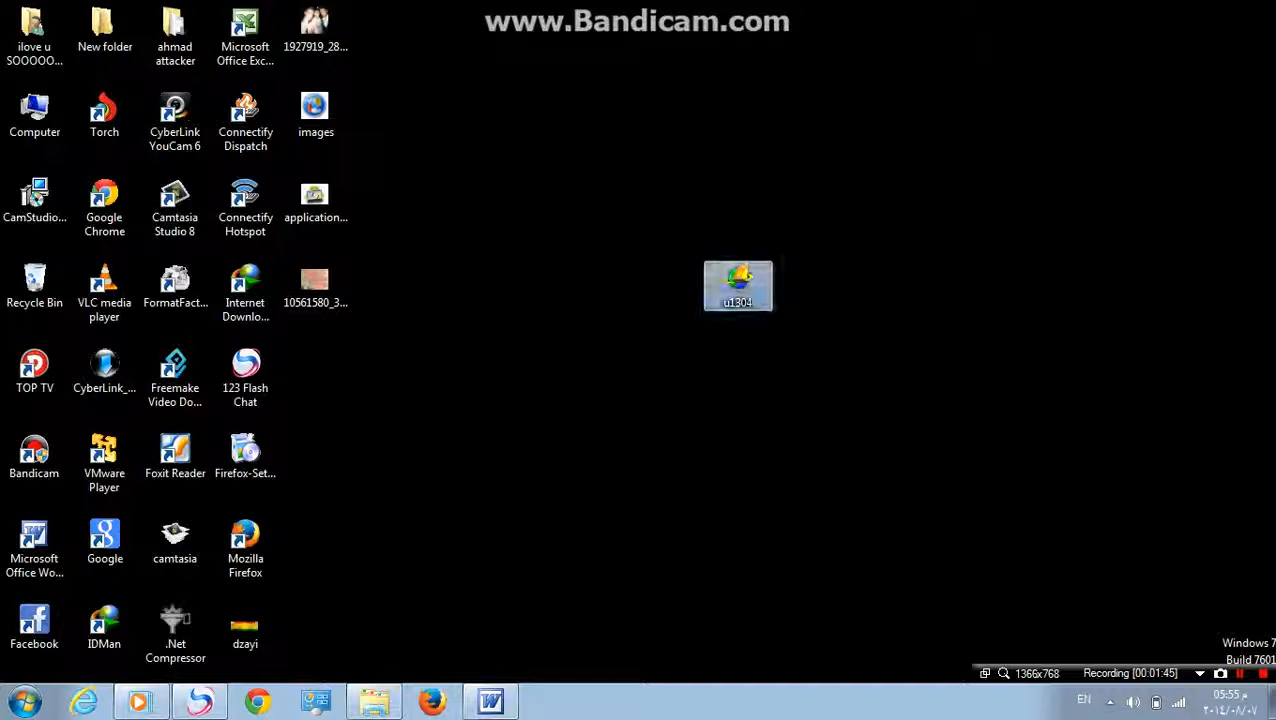 www.Bandicam.com
ilove u
SOOOOO...
New folder
ahmad
attacker
Microsoft
Office Exc...
1927919_28...
Computer
Torch
CyberLink
YouCam 6
Connectify
Dispatch
images
CamStudio...
Google
Chrome
Camtasia
Studio 8
Connectify
Hotspot
application...
Recycle Bin
VLC media
player
FormatFact...
Internet
Downlo...
10561580_3...
u1304
TOP TV
CyberLink_...
Freemake
Video Do...
123 Flash
Chat
Bandicam
VMware
Player
Foxit Reader
Firefox-Set...
Microsoft
Office Wo...
Google
camtasia
Mozilla
Firefox
Facebook
IDMan
.Net
Compressor
dzayi
Windows 7
Build 7601
1366x768
Recording [00:01:45]
EN
05:55 م
٢٠١٤/٠٨/٠٧